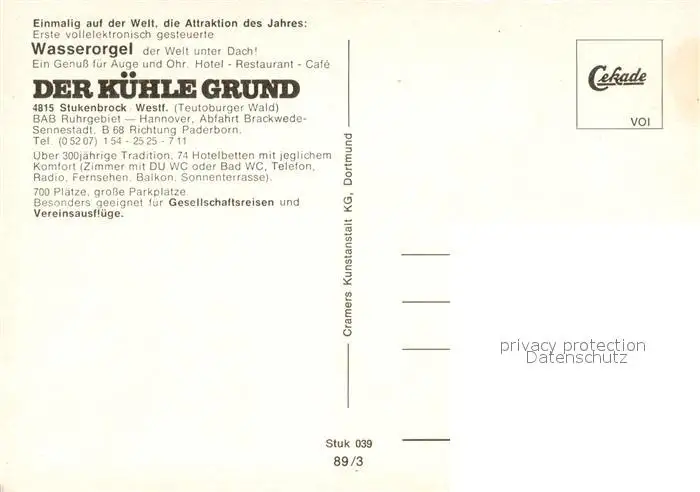 Einmalig auf der Welt, die Attraktion des Jahres:
Erste vollelektronisch gesteuerte
Wasserorgel der Welt unter Dach!
Ein Genuß für Auge und Ohr. Hotel - Restaurant - Café
DER KÜHLE GRUND
4815 Stukenbrock Westf. (Teutoburger Wald)
BAB Ruhrgebiet — Hannover, Abfahrt Brackwede-
Sennestadt. B 68 Richtung Paderborn.
Tel. (0 52 07) 1 54 - 25 25 - 7 11
Über 300jährige Tradition. 74 Hotelbetten mit jeglichem
Komfort (Zimmer mit DU WC oder Bad WC, Telefon,
Radio, Fernsehen, Balkon, Sonnenterrasse).
700 Plätze, große Parkplätze.
Besonders geeignet für Gesellschaftsreisen und
Vereinsausflüge.
Cramers Kunstanstalt KG, Dortmund
Cekade
VOI
privacy protection
Datenschutz
Stuk 039
89/3